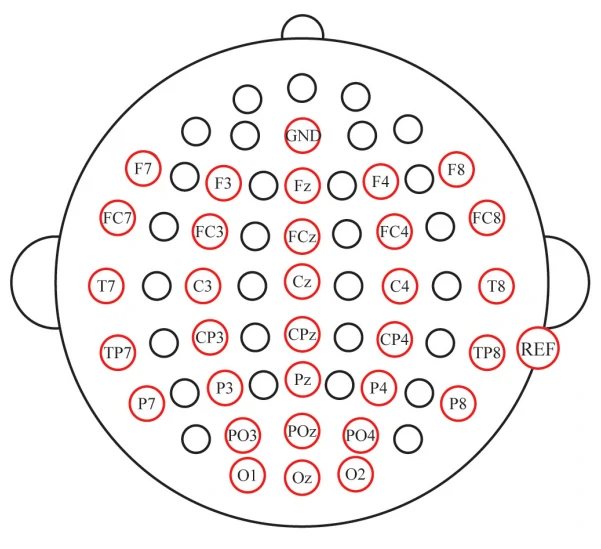 GND
F7 F3 Fz F4 F8
FC7 FC3 FCz FC4 FC8
T7 C3 Cz C4 T8
TP7 CP3 CPz CP4 TP8 REF
P7 P3 Pz P4 P8
PO3 POz PO4
O1 Oz O2